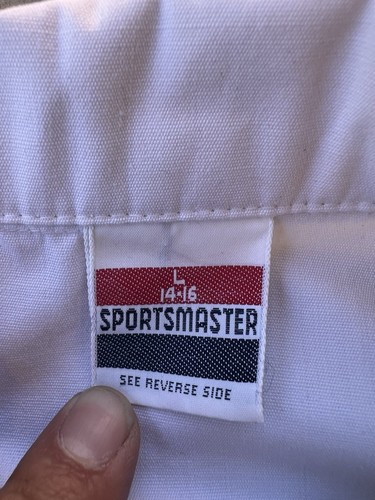 L
14-16
SPORTSMASTER
SEE REVERSE SIDE